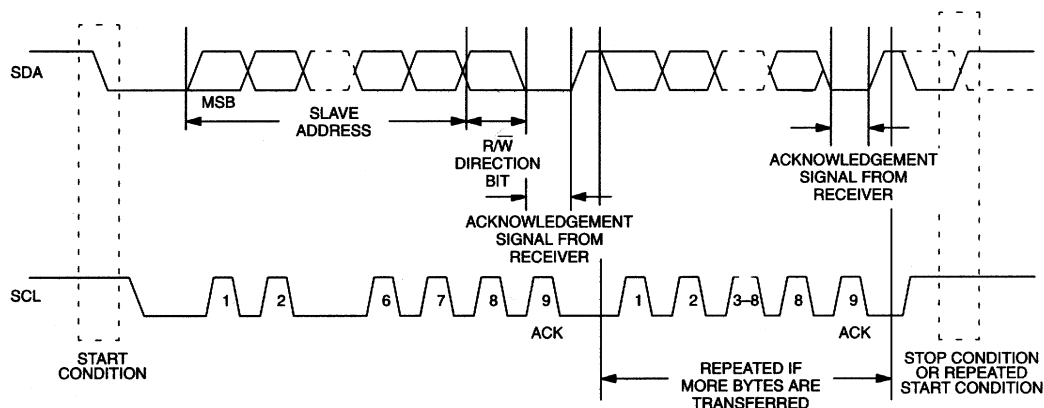 SDA
MSB
SLAVE
ADDRESS
R/W̅
DIRECTION
BIT
ACKNOWLEDGEMENT
SIGNAL FROM
RECEIVER
ACKNOWLEDGEMENT
SIGNAL FROM
RECEIVER
SCL
1 2 6 7 8 9 1 2 3–8 8 9
ACK
ACK
START
CONDITION
REPEATED IF
MORE BYTES ARE
TRANSFERRED
STOP CONDITION
OR REPEATED
START CONDITION